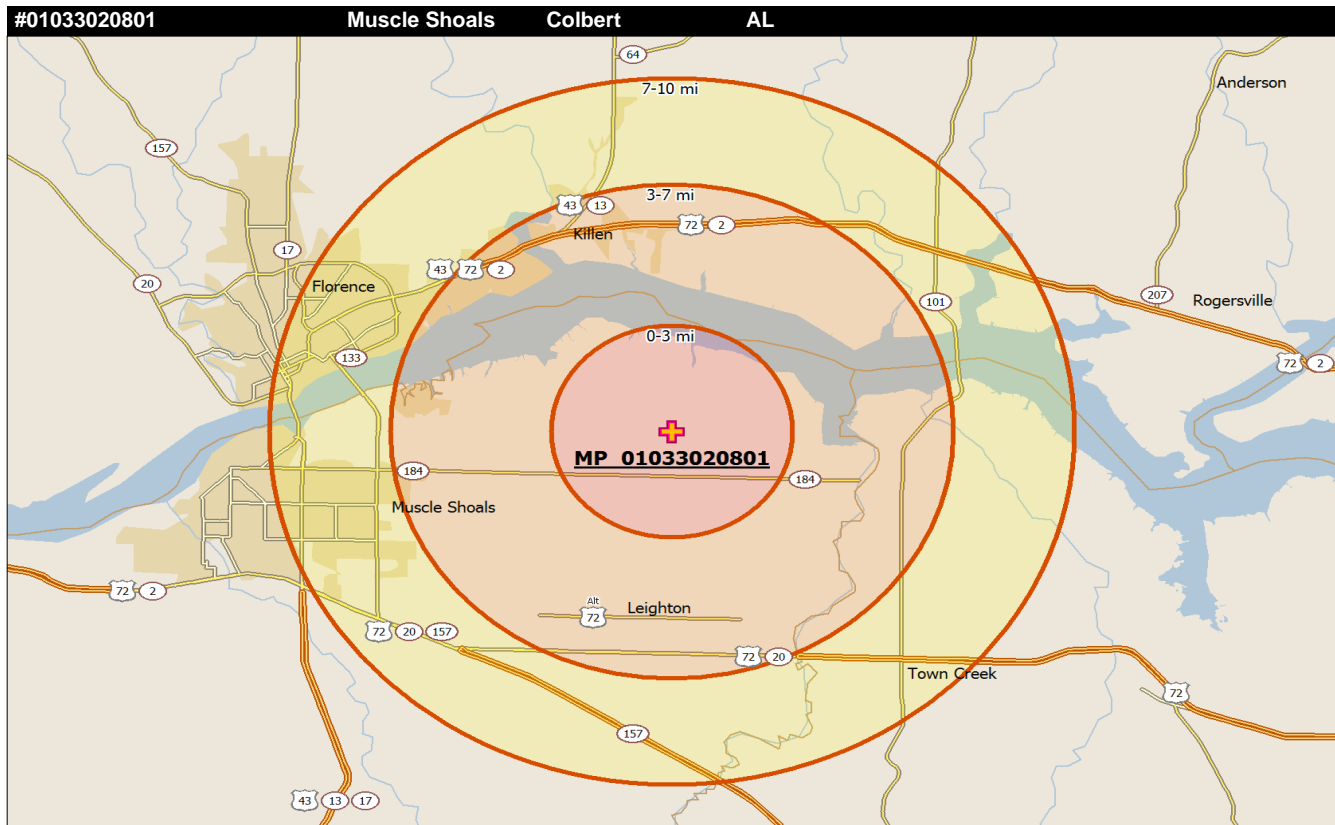 #01033020801 Muscle Shoals Colbert AL
64
7-10 mi
Anderson
157
3-7 mi
43 13
72 2
Killen
17
43 72 2
20
Florence
101
207
Rogersville
0-3 mi
133
72 2
MP 01033020801
184
184
Muscle Shoals
72 2
Alt
72
Leighton
72 20 157
72 20
Town Creek
72
157
43 13 17